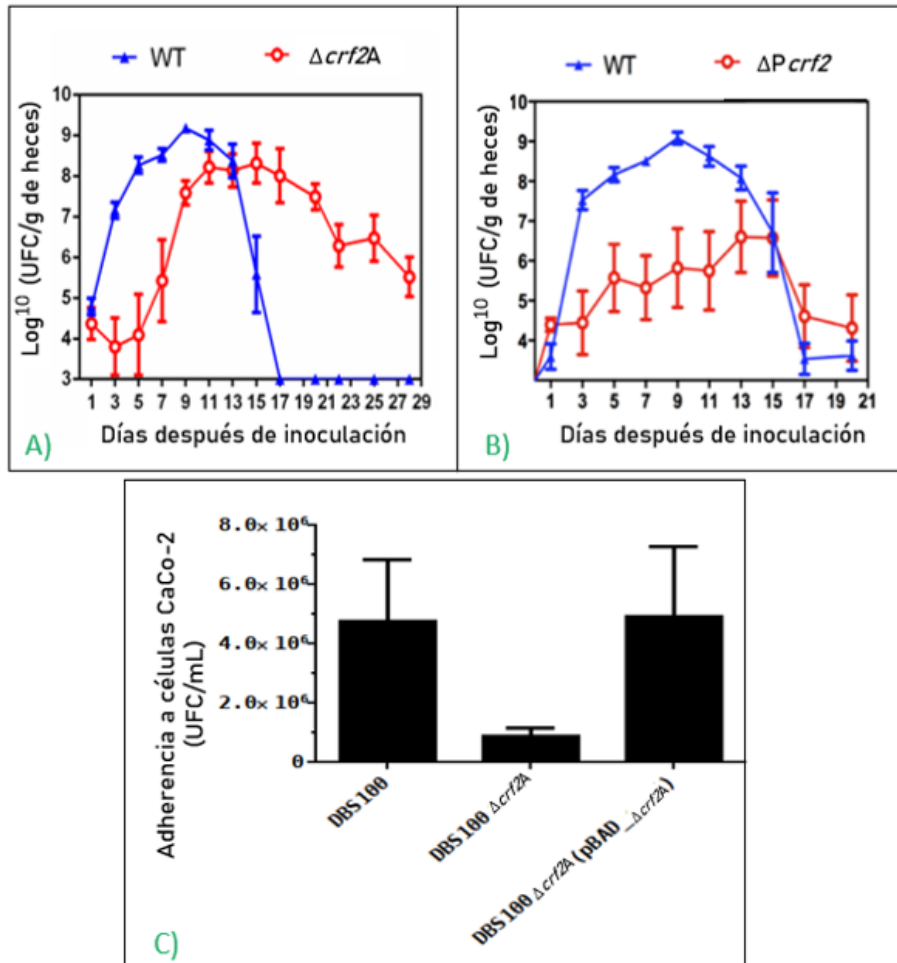 WT Δcrf2A
Log10 (UFC/g de heces)
10
9
8
7
6
5
4
3
1 3 5 7 9 11 13 15 17 19 21 23 25 27 29
Días después de inoculación
A)
WT ΔPcrf2
Log10 (UFC/g de heces)
10
9
8
7
6
5
4
1 3 5 7 9 11 13 15 17 19 21
Días después de inoculación
B)
Adherencia a células CaCo-2
(UFC/mL)
8.0× 10⁶
6.0× 10⁶
4.0× 10⁶
2.0× 10⁶
0
DBS100
DBS100 Δcrf2A
DBS100 Δcrf2A (pBAD_Δcrf2A)
C)